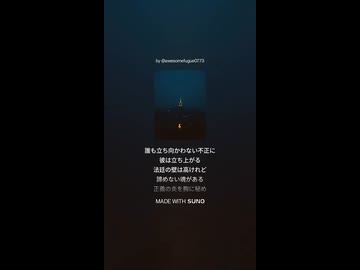 by @awesomefugue0773
誰も立ち向かわない不正に
彼は立ち上がる
法廷の壁は高けれど
諦めない魂がある
正義の炎を胸に秘め
MADE WITH SUNO